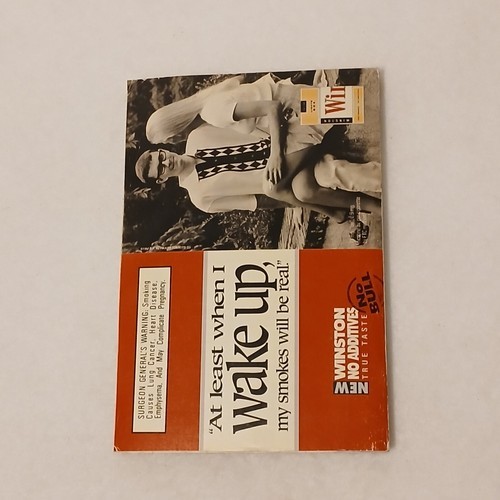 SURGEON GENERAL'S WARNING: Smoking
Causes Lung Cancer, Heart Disease,
Emphysema, And May Complicate Pregnancy.
"At least when I
wake up,
my smokes will be real."
NEW
WINSTON
NO ADDITIVES
TRUE TASTE
NO
BULL
Win